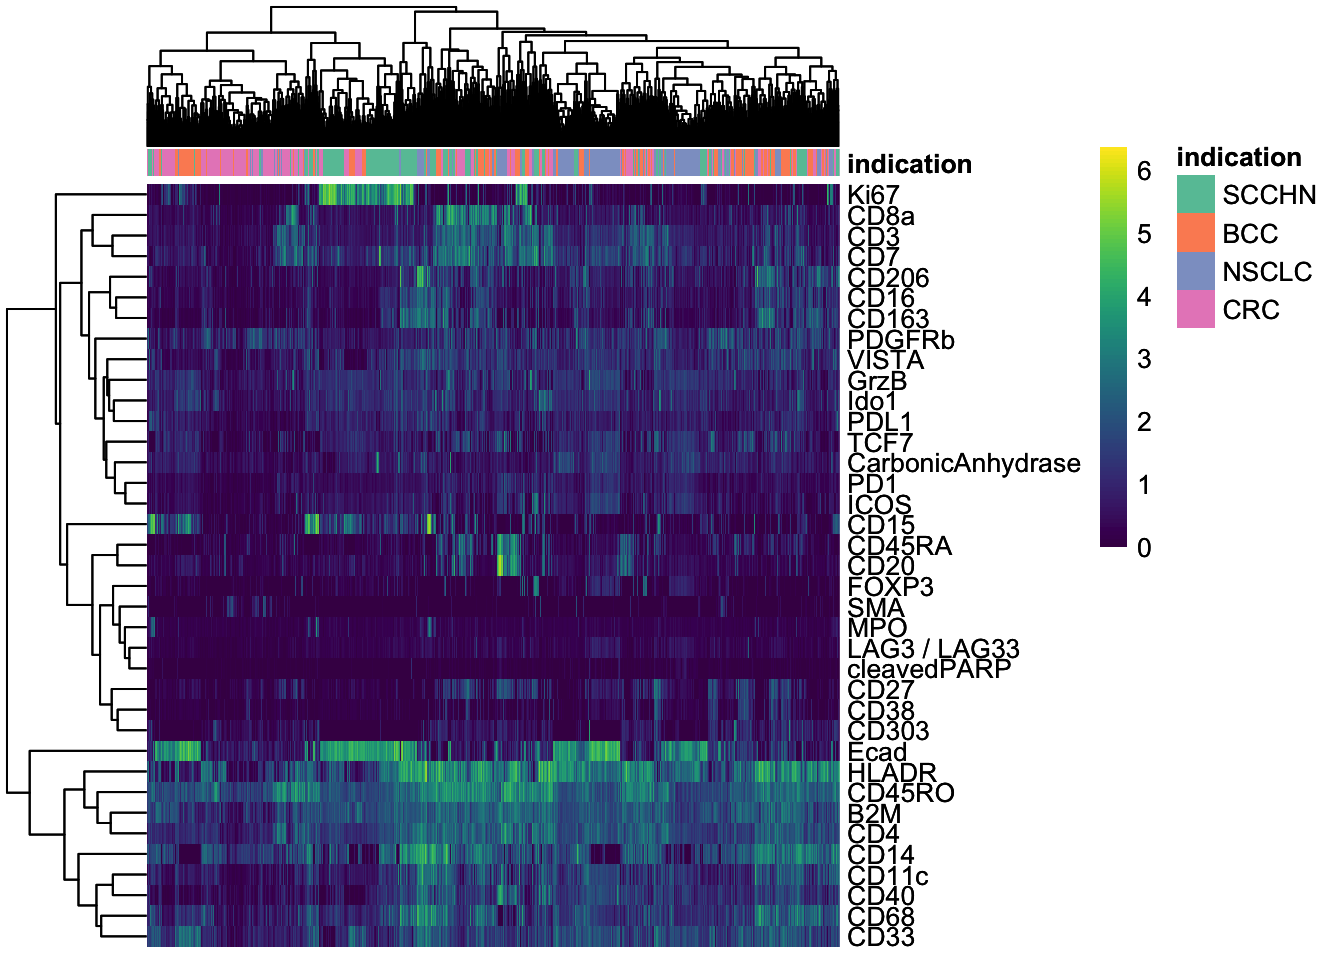 indication
Ki67
CD8a
CD3
CD7
CD206
CD16
CD163
PDGFRb
VISTA
GrzB
Ido1
PDL1
TCF7
CarbonicAnhydrase
PD1
ICOS
CD15
CD45RA
CD20
FOXP3
SMA
MPO
LAG3 / LAG33
cleavedPARP
CD27
CD38
CD303
Ecad
HLADR
CD45RO
B2M
CD4
CD14
CD11c
CD40
CD68
CD33
6
5
4
3
2
1
0
indication
SCCHN
BCC
NSCLC
CRC